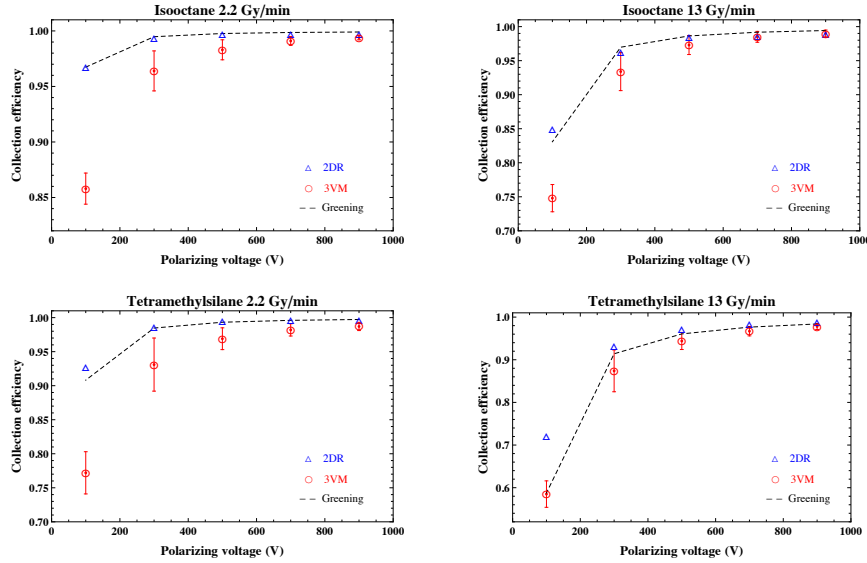 Isooctane 2.2 Gy/min
1.00
0.95
0.90
0.85
Collection efficiency
2DR
3VM
Greening
0 200 400 600 800 1000
Polarizing voltage (V)
Isooctane 13 Gy/min
1.00
0.95
0.90
0.85
0.80
0.75
0.70
Collection efficiency
2DR
3VM
Greening
0 200 400 600 800 1000
Polarizing voltage (V)
Tetramethylsilane 2.2 Gy/min
1.00
0.95
0.90
0.85
0.80
0.75
0.70
Collection efficiency
2DR
3VM
Greening
0 200 400 600 800 1000
Polarizing voltage (V)
Tetramethylsilane 13 Gy/min
1.0
0.9
0.8
0.7
0.6
Collection efficiency
2DR
3VM
Greening
0 200 400 600 800 1000
Polarizing voltage (V)